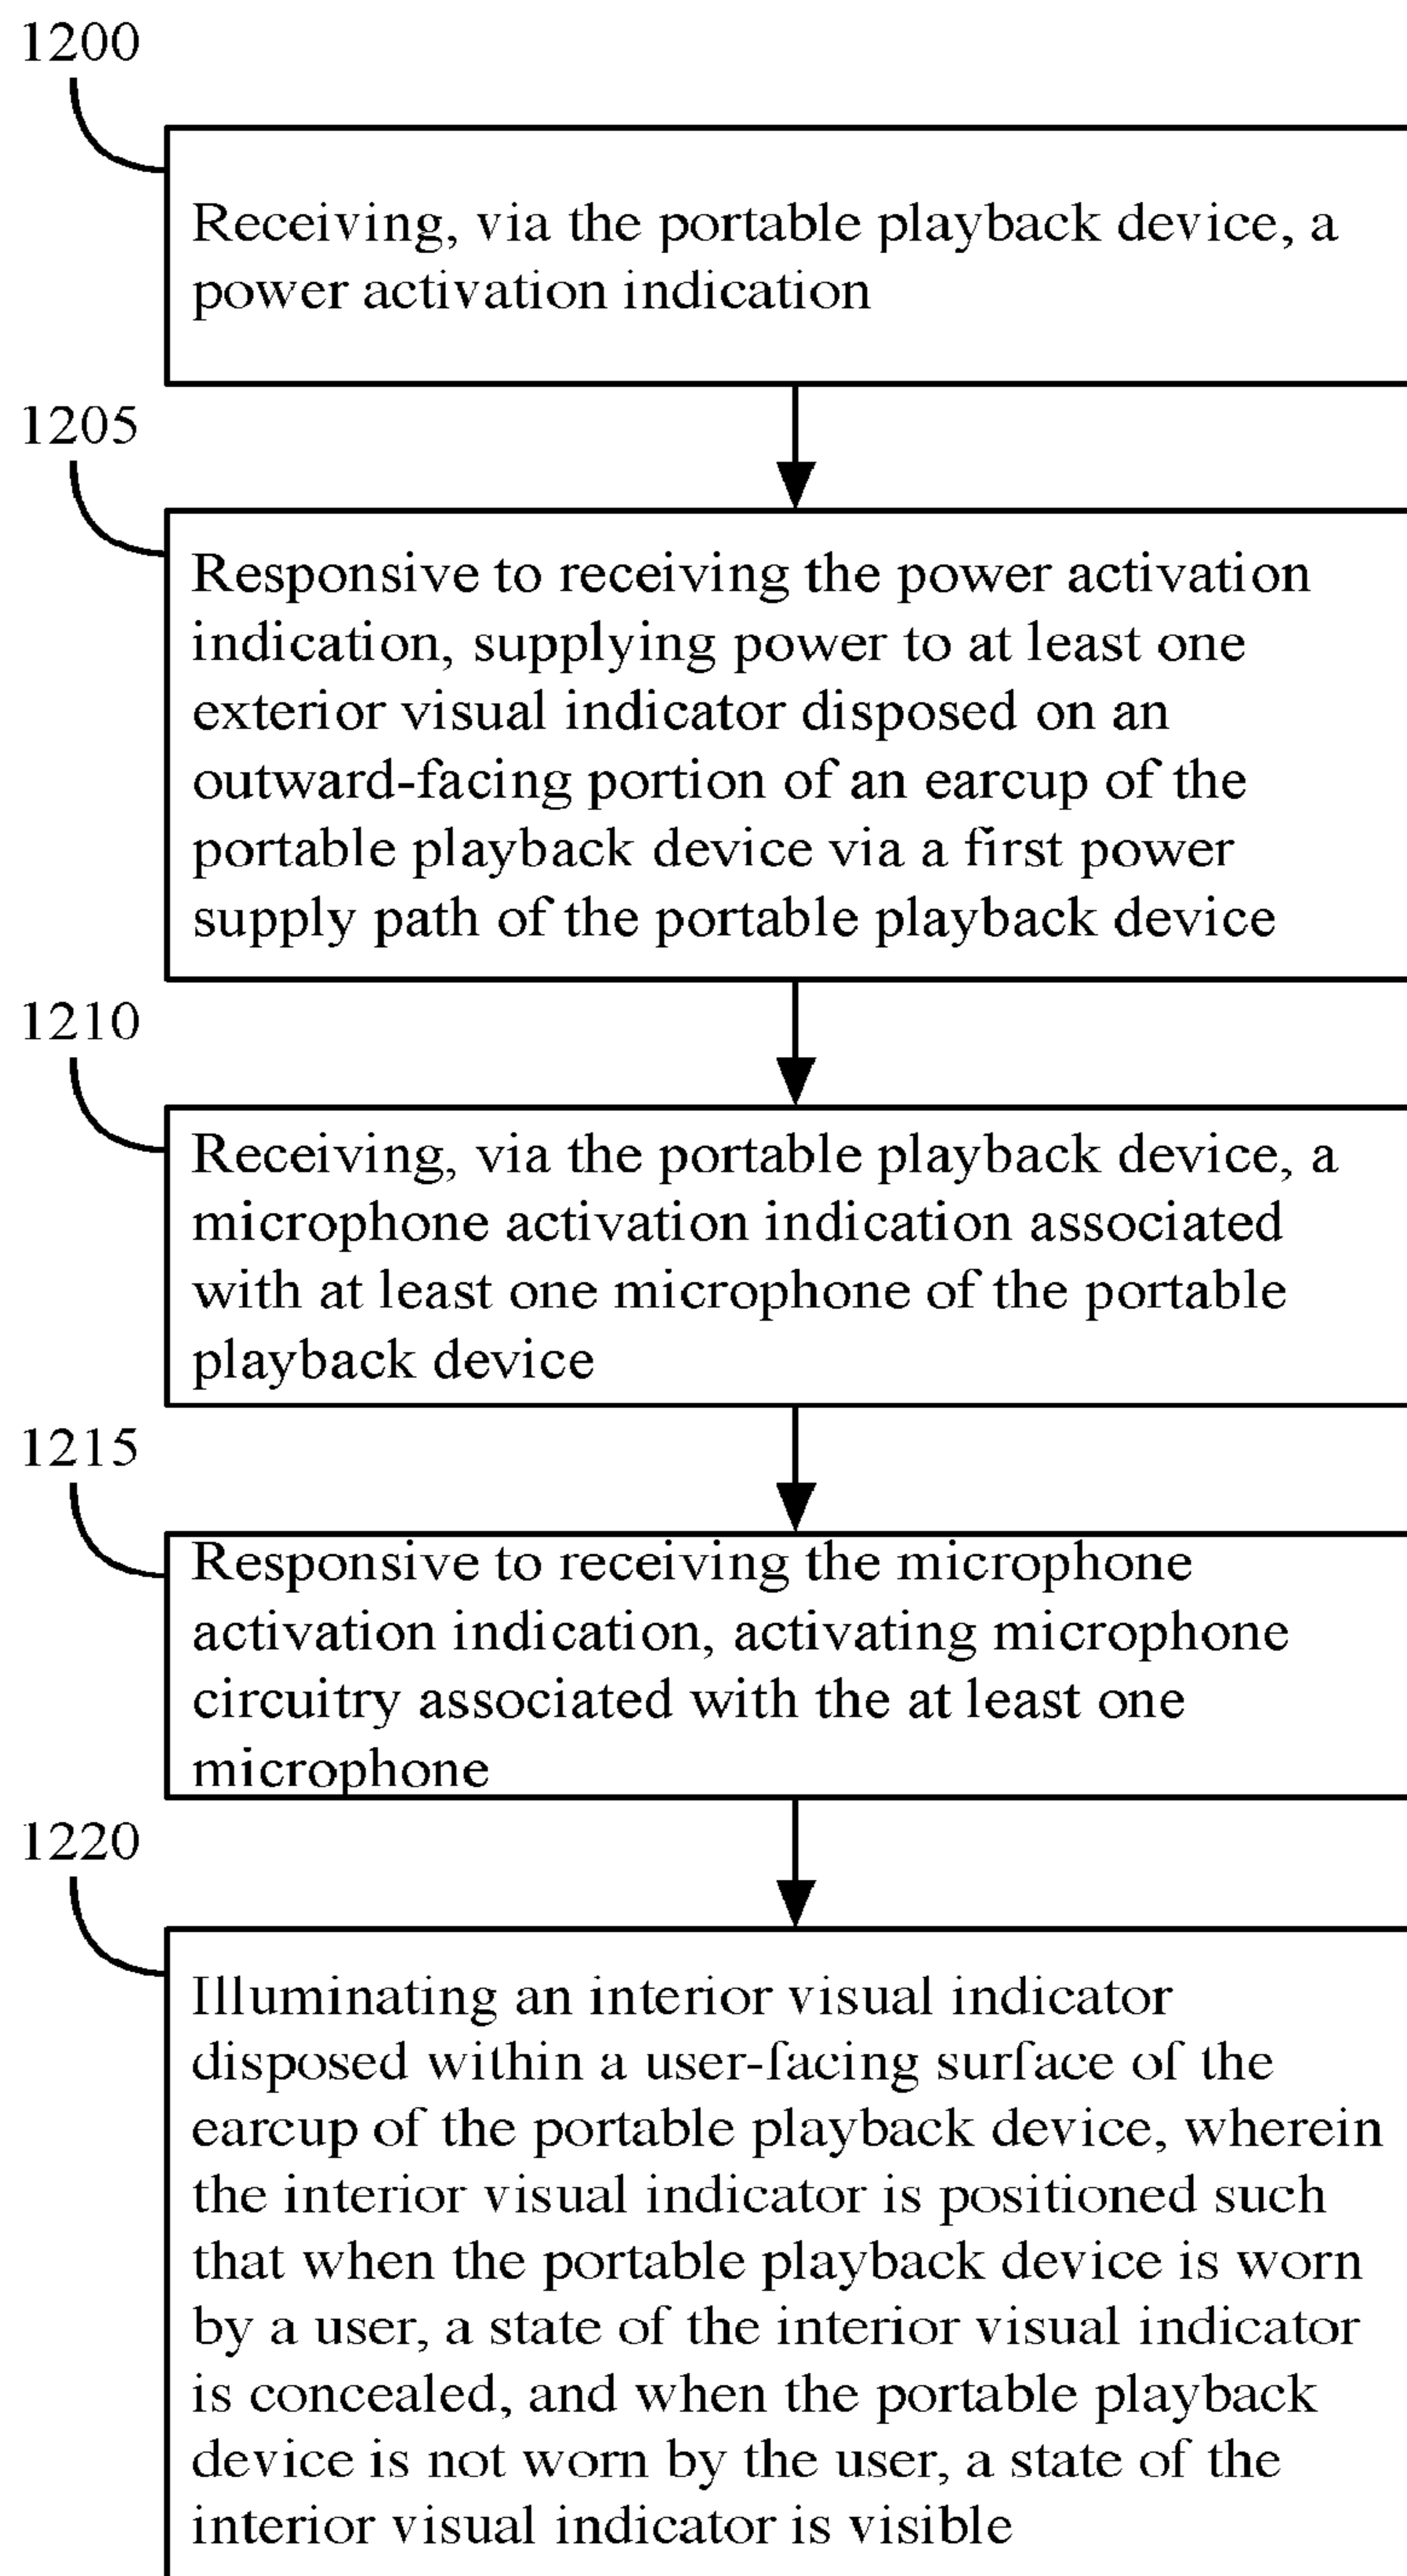 1200
Receiving, via the portable playback device, a
power activation indication
1205
Responsive to receiving the power activation
indication, supplying power to at least one
exterior visual indicator disposed on an
outward-facing portion of an earcup of the
portable playback device via a first power
supply path of the portable playback device
1210
Receiving, via the portable playback device, a
microphone activation indication associated
with at least one microphone of the portable
playback device
1215
Responsive to receiving the microphone
activation indication, activating microphone
circuitry associated with the at least one
microphone
1220
Illuminating an interior visual indicator
disposed within a user-facing surface of the
earcup of the portable playback device, wherein
the interior visual indicator is positioned such
that when the portable playback device is worn
by a user, a state of the interior visual indicator
is concealed, and when the portable playback
device is not worn by the user, a state of the
interior visual indicator is visible